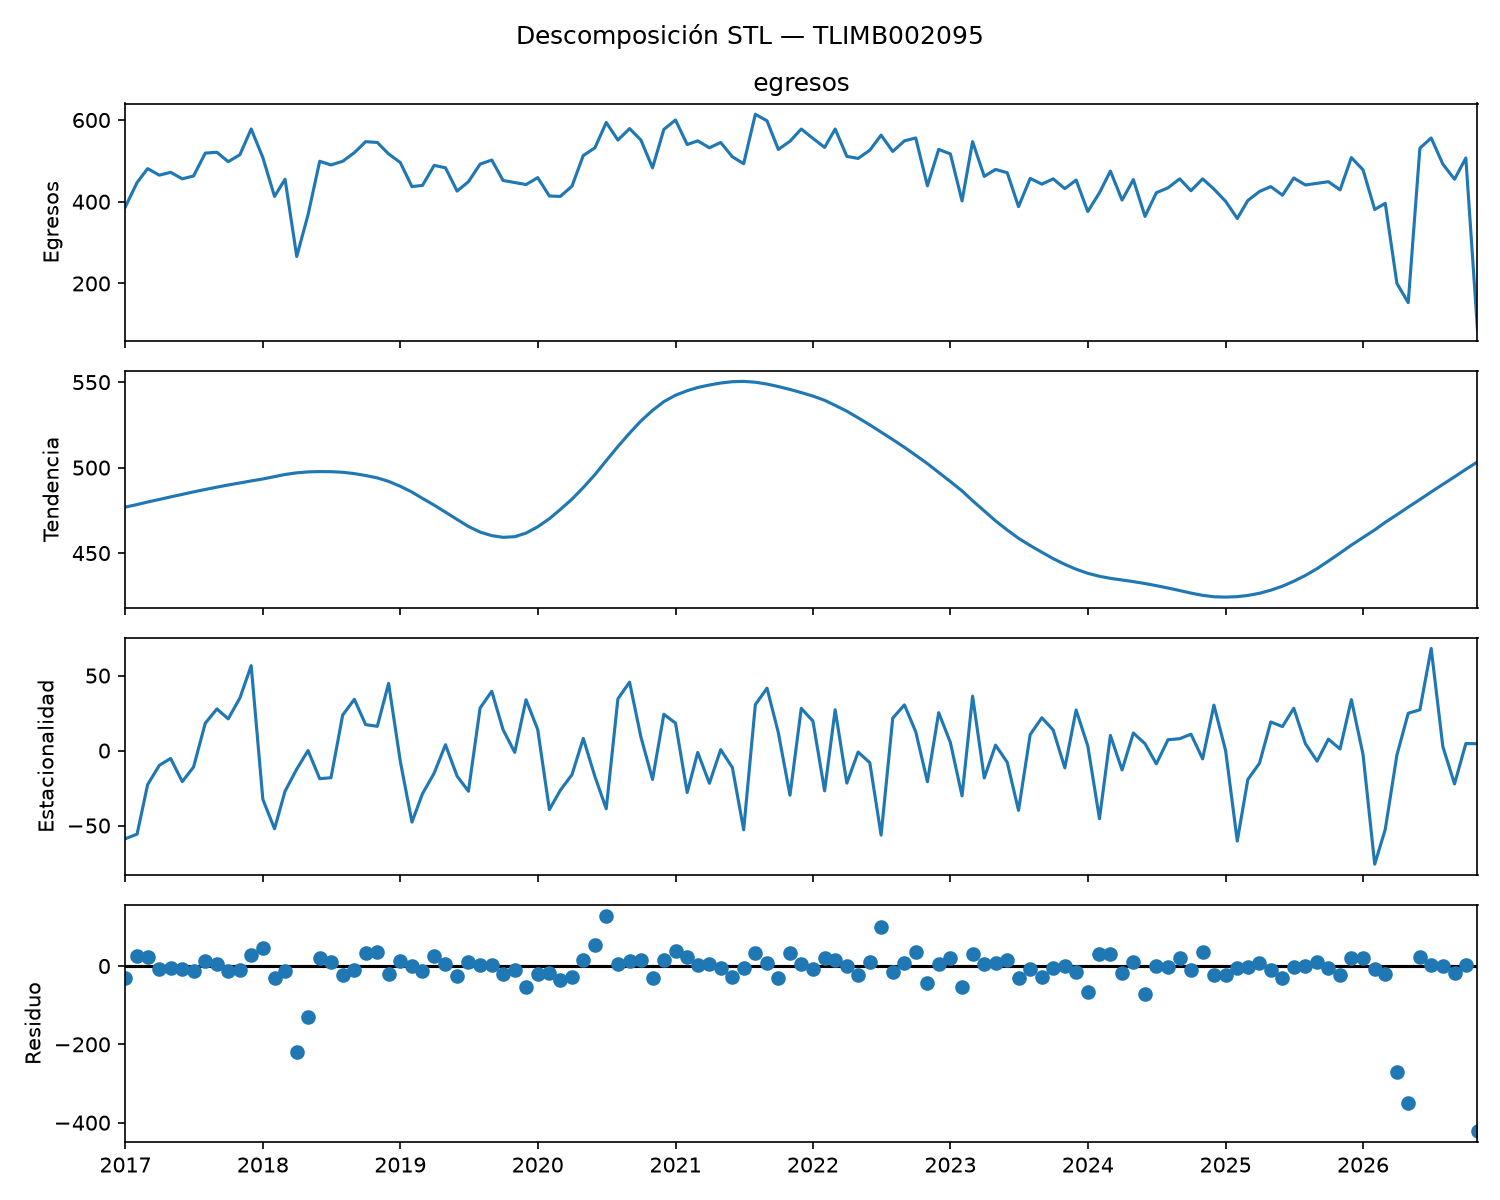 Descomposición STL — TLIMB002095
egresos
Egresos
600
400
200
Tendencia
550
500
450
Estacionalidad
50
0
−50
Residuo
0
−200
−400
2017 2018 2019 2020 2021 2022 2023 2024 2025 2026